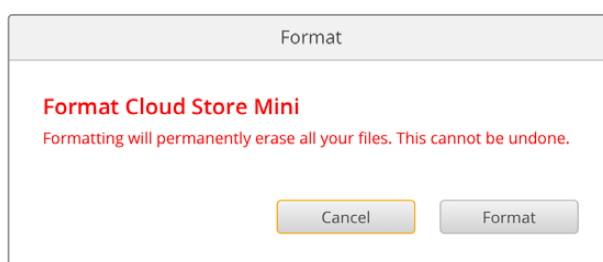 Format
Format Cloud Store Mini
Formatting will permanently erase all your files. This cannot be undone.
Cancel
Format